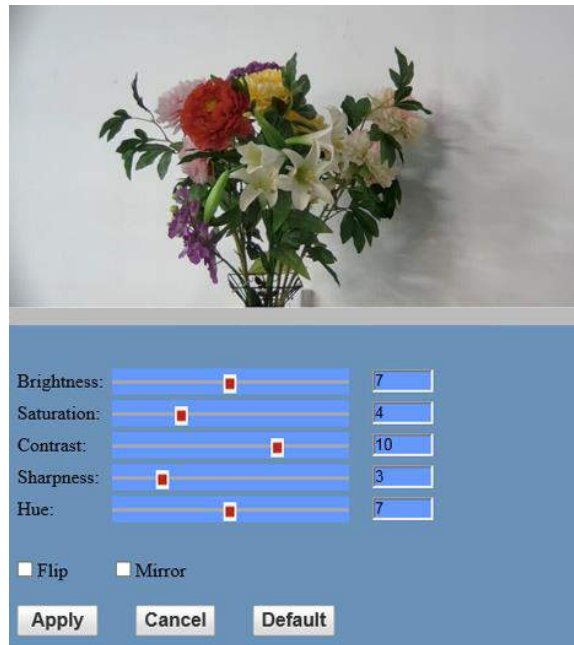 Brightness: 7
Saturation: 4
Contrast: 10
Sharpness: 3
Hue: 7
Flip Mirror
Apply Cancel Default